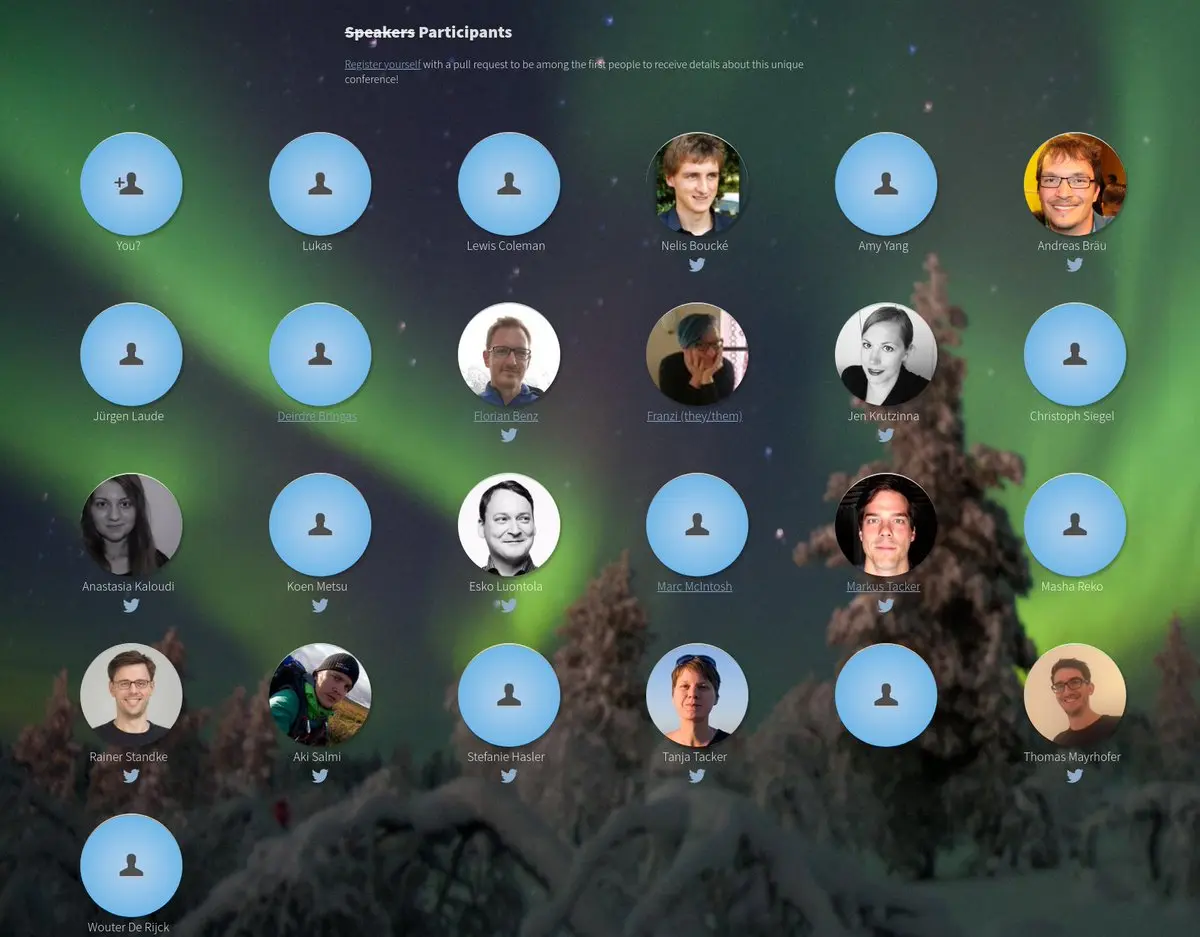 Speakers Participants
Register yourself with a pull request to be among the first people to receive details about this unique
conference!
You?
Lukas
Lewis Coleman
Nelis Boucké
Amy Yang
Andreas Bräu
Jürgen Laude
Deirdre Bringas
Florian Benz
Franzi (they/them)
Jen Krutzinna
Christoph Siegel
Anastasia Kaloudi
Koen Metsu
Esko Luontola
Marc McIntosh
Markus Tacker
Masha Reko
Rainer Standke
Aki Salmi
Stefanie Hasler
Tanja Tacker
Thomas Mayrhofer
Wouter De Rijck